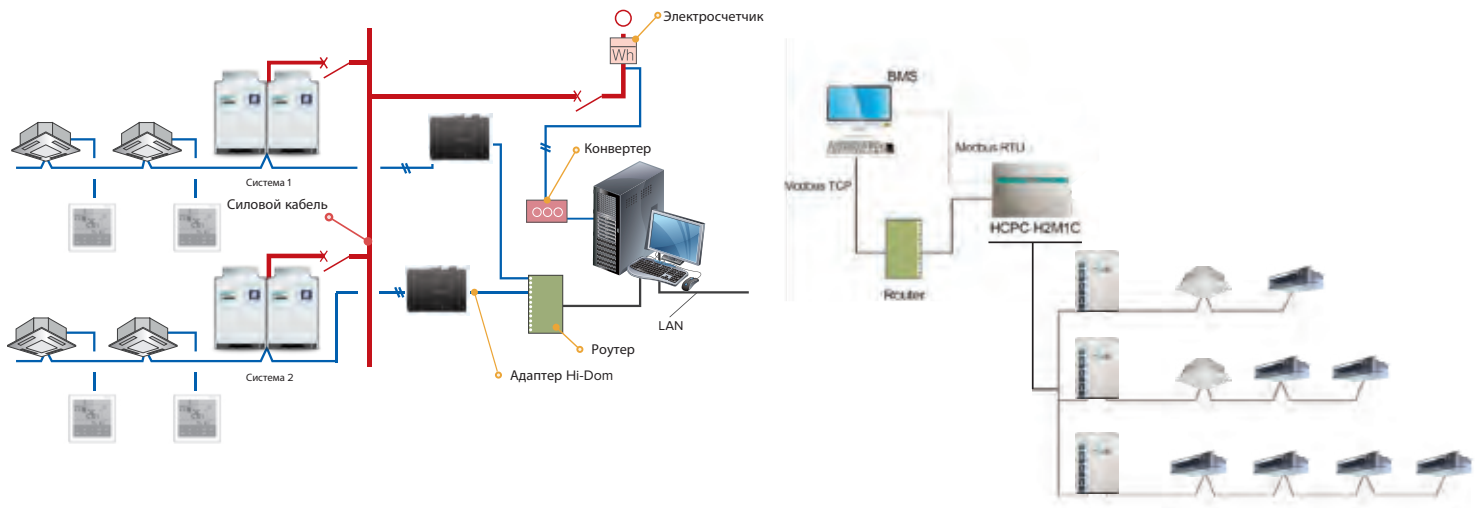 Электросчетчик
Wh
Конвертер
Система 1
Силовой кабель
LAN
Роутер
Адаптер Hi-Dom
Система 2
BMS
Modbus RTU
Modbus TCP
HCPC-H2M1C
Router